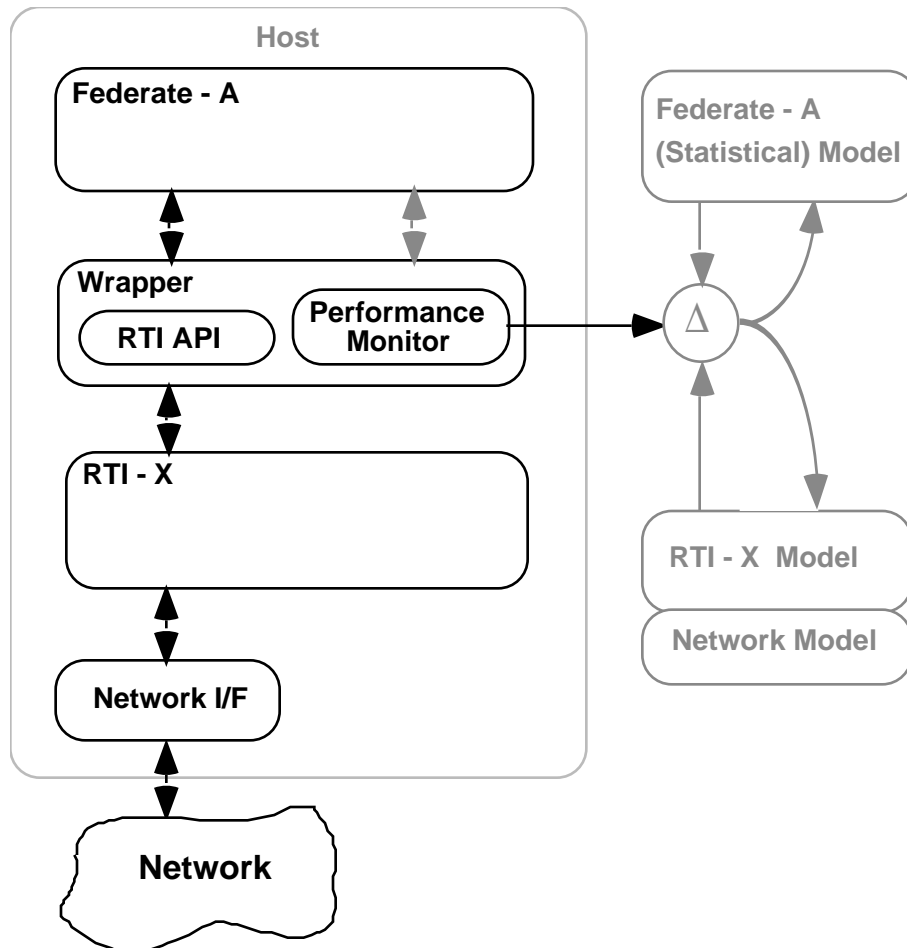 Host
Federate - A
Wrapper
RTI API
Performance
Monitor
RTI - X
Network I/F
Network
Federate - A
(Statistical) Model
Δ
RTI - X Model
Network Model